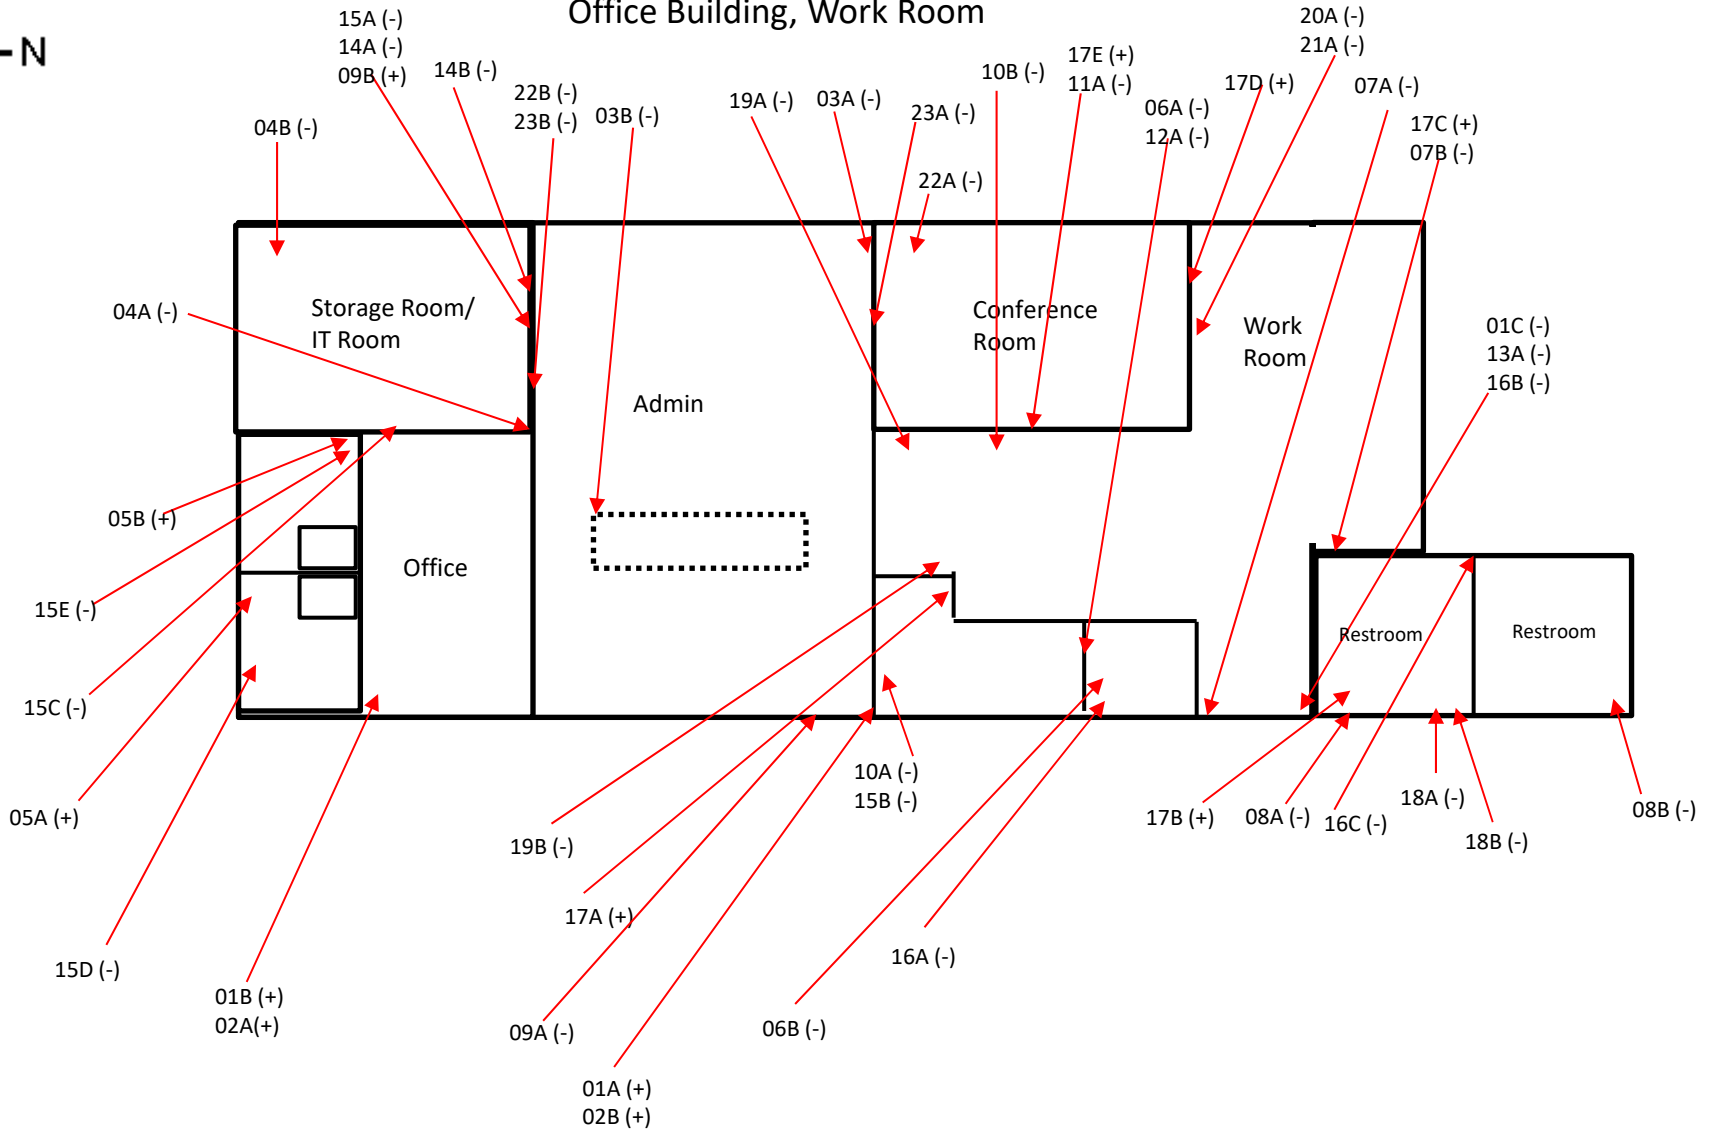 Office Building, Work Room
N
15A (-)
14A (-)
09B (+)
14B (-)
04B (-)
22B (-)
23B (-)
03B (-)
19A (-)
03A (-)
23A (-)
22A (-)
10B (-)
17E (+)
11A (-)
06A (-)
12A (-)
17D (+)
20A (-)
21A (-)
07A (-)
17C (+)
07B (-)
04A (-)
Storage Room/
IT Room
Admin
Conference
Room
Work
Room
01C (-)
13A (-)
16B (-)
05B (+)
Office
15E (-)
Restroom
Restroom
15C (-)
05A (+)
15D (-)
01B (+)
02A(+)
19B (-)
17A (+)
09A (-)
01A (+)
02B (+)
10A (-)
15B (-)
16A (-)
06B (-)
17B (+)
08A (-)
16C (-)
18A (-)
18B (-)
08B (-)